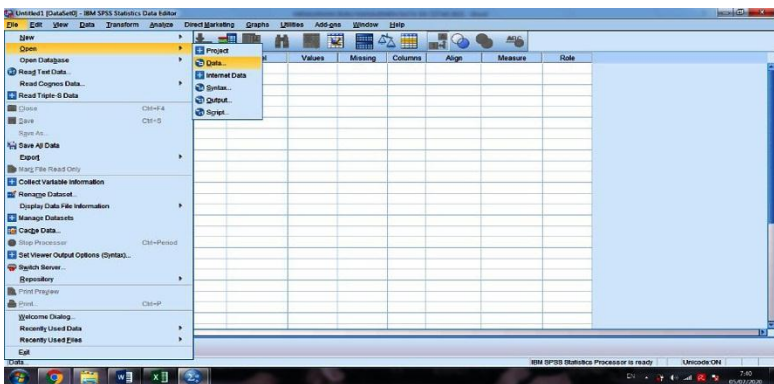 Untitled1 [DataSet0] - IBM SPSS Statistics Data Editor
File Edit View Data Transform Analyze Direct Marketing Graphs Utilities Add-ons Window Help
New
Open
Project
Data...
Internet Data
Syntax...
Output...
Script...
Values Missing Columns Align Measure Role
Open Database
Read Text Data...
Read Cognos Data...
Read Triple-S Data
Close Ctrl+F4
Save Ctrl+S
Save As...
Save All Data
Export
Mark File Read Only
Collect Variable Information
Rename Dataset...
Display Data File Information
Manage Datasets
Cache Data...
Stop Processor Ctrl+Period
Set Viewer Output Options (Syntax)...
Switch Server...
Repository
Print Preview
Print... Ctrl+P
Welcome Dialog...
Recently Used Data
Recently Used Files
Exit
Data... IBM SPSS Statistics Processor is ready Unicode:ON
EN 7:40
05/07/2020